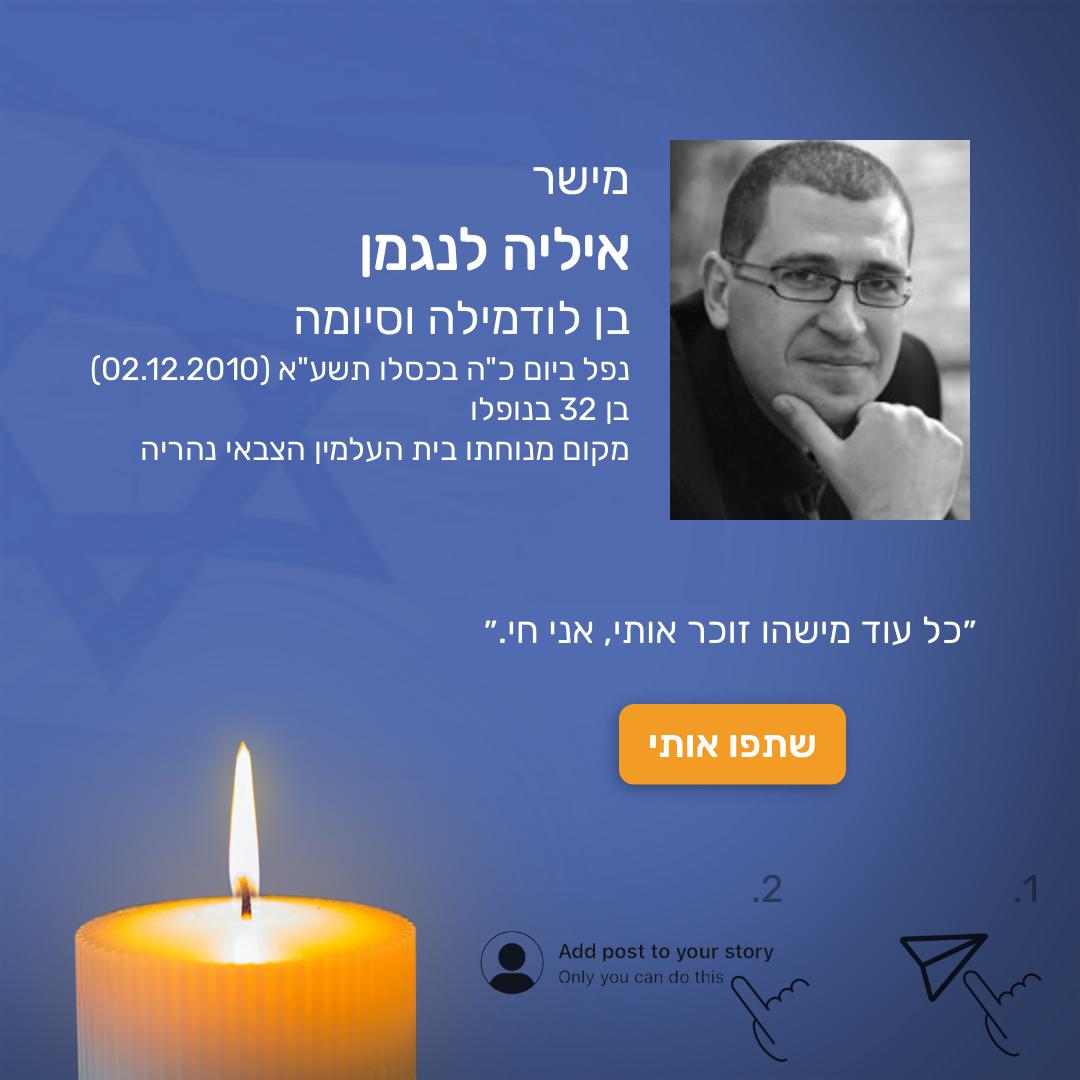 מישר
איליה לנגמן
בן לודמילה וסיומה
נפל ביום כ"ה בכסלו תשע"א (02.12.2010)
בן 32 בנופלו
מקום מנוחתו בית העלמין הצבאי נהריה
״כל עוד מישהו זוכר אותי, אני חי.״
שתפו אותי
.1
.2
Add post to your story
Only you can do this